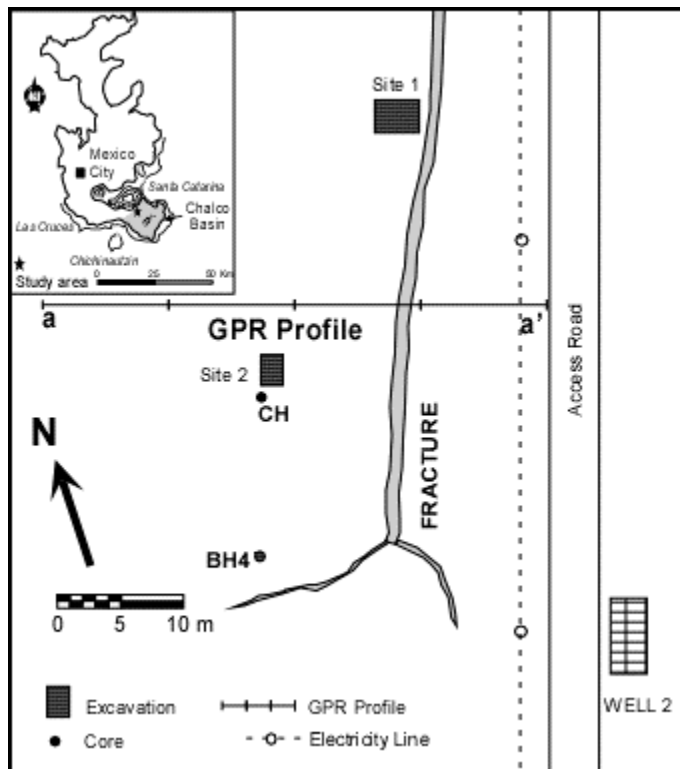 Site 1
Mexico
City
Santa Catarina
Chalco
Basin
Las Cruces
Chichinautzin
Study area
0 25 50 Km
a
a'
GPR Profile
Site 2
CH
Access Road
FRACTURE
N
BH4
0 5 10 m
WELL 2
Excavation
GPR Profile
Core
Electricity Line